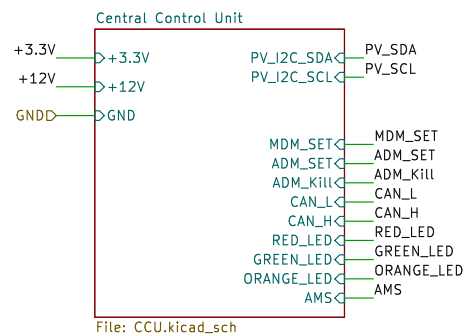 Central Control Unit
+3.3V +3.3V PV_I2C_SDA PV_SDA
PV_I2C_SCL PV_SCL
+12V +12V
GND GND
MDM_SET MDM_SET
ADM_SET ADM_SET
ADM_Kill ADM_Kill
CAN_L CAN_L
CAN_H CAN_H
RED_LED RED_LED
GREEN_LED GREEN_LED
ORANGE_LED ORANGE_LED
AMS AMS
File: CCU.kicad_sch